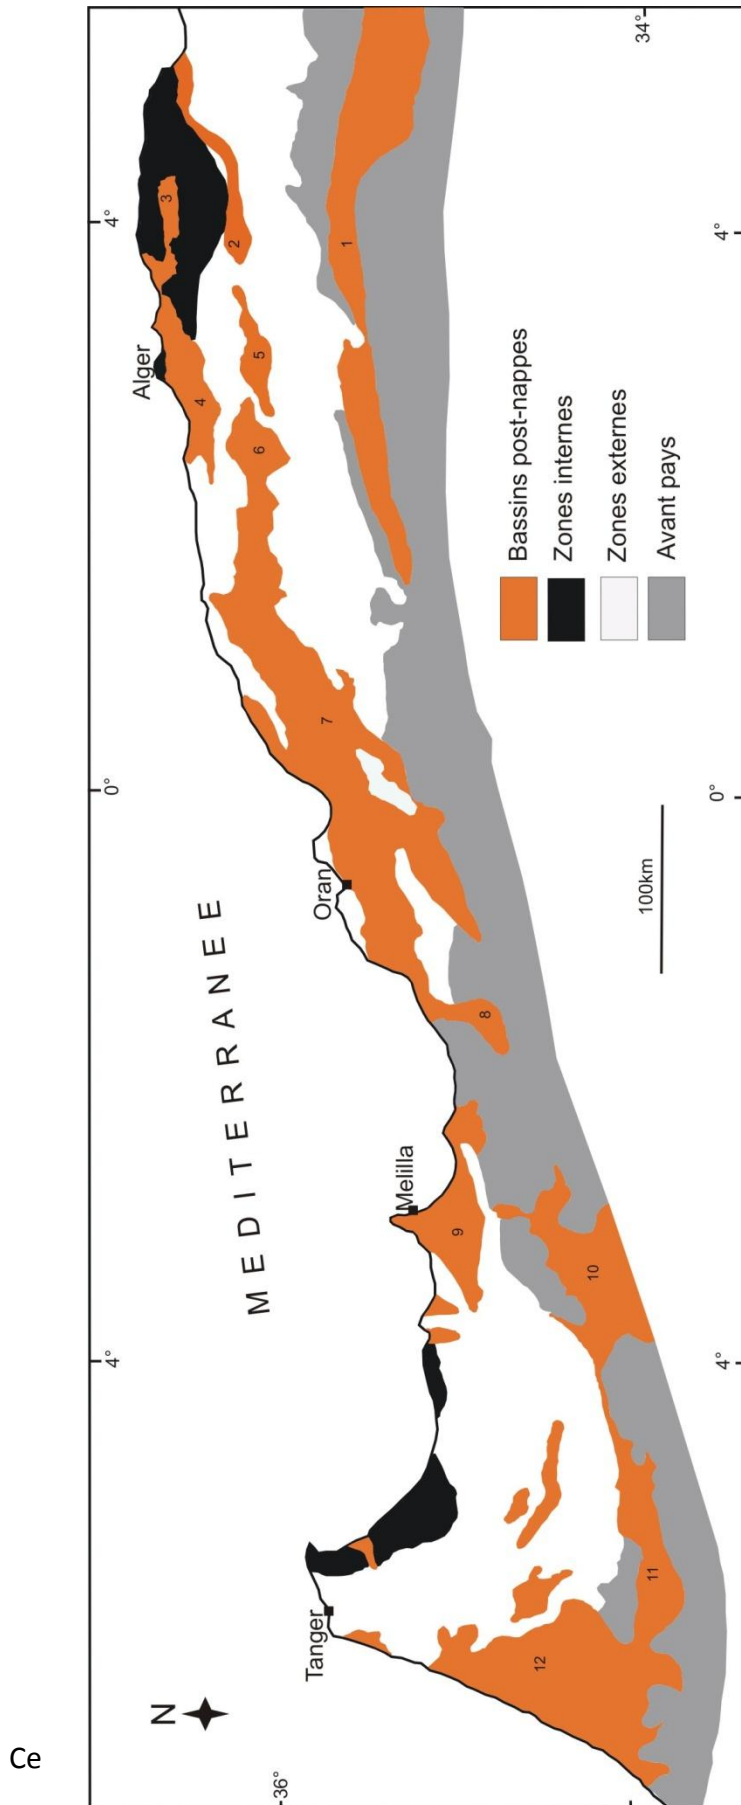 N
MEDITERRANEE
4°
0°
4°
36°
34°
Tanger
Melilla
Oran
Alger
12
11
10
9
8
7
6
5
4
3
2
1
4°
0°
4°
100km
Bassins post-nappes
Zones internes
Zones externes
Avant pays
Ce